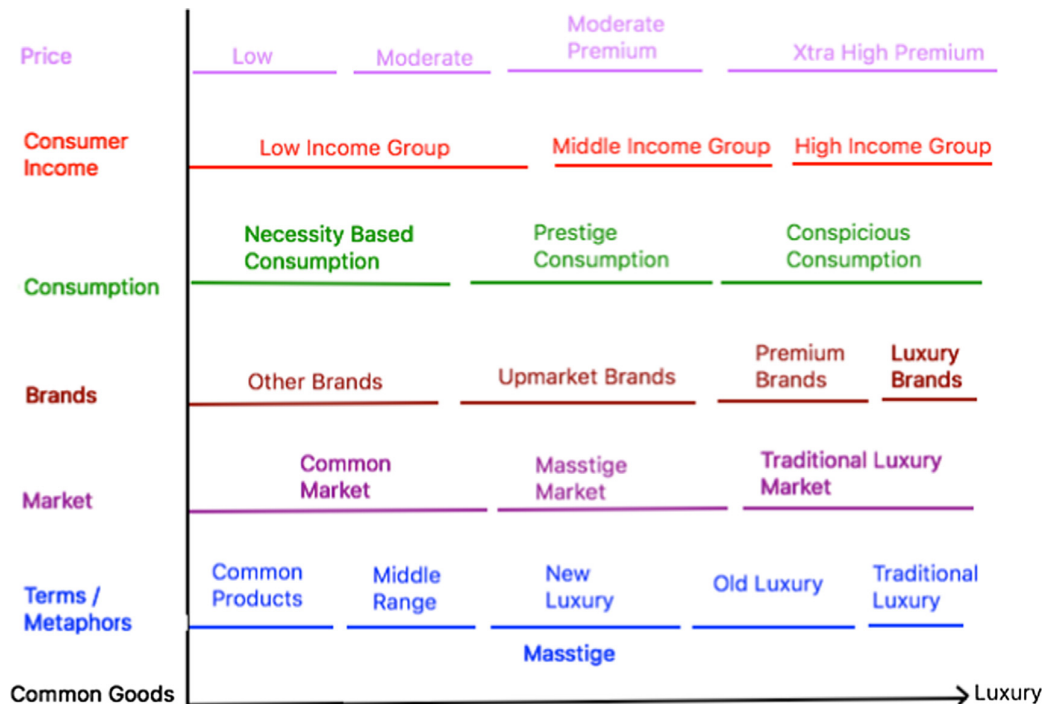 Price
Low
Moderate
Moderate
Premium
Xtra High Premium
Consumer
Income
Low Income Group
Middle Income Group
High Income Group
Consumption
Necessity Based
Consumption
Prestige
Consumption
Conspicious
Consumption
Brands
Other Brands
Upmarket Brands
Premium
Brands
Luxury
Brands
Market
Common
Market
Masstige
Market
Traditional Luxury
Market
Terms /
Metaphors
Common
Products
Middle
Range
New
Luxury
Old Luxury
Traditional
Luxury
Masstige
Common Goods
Luxury